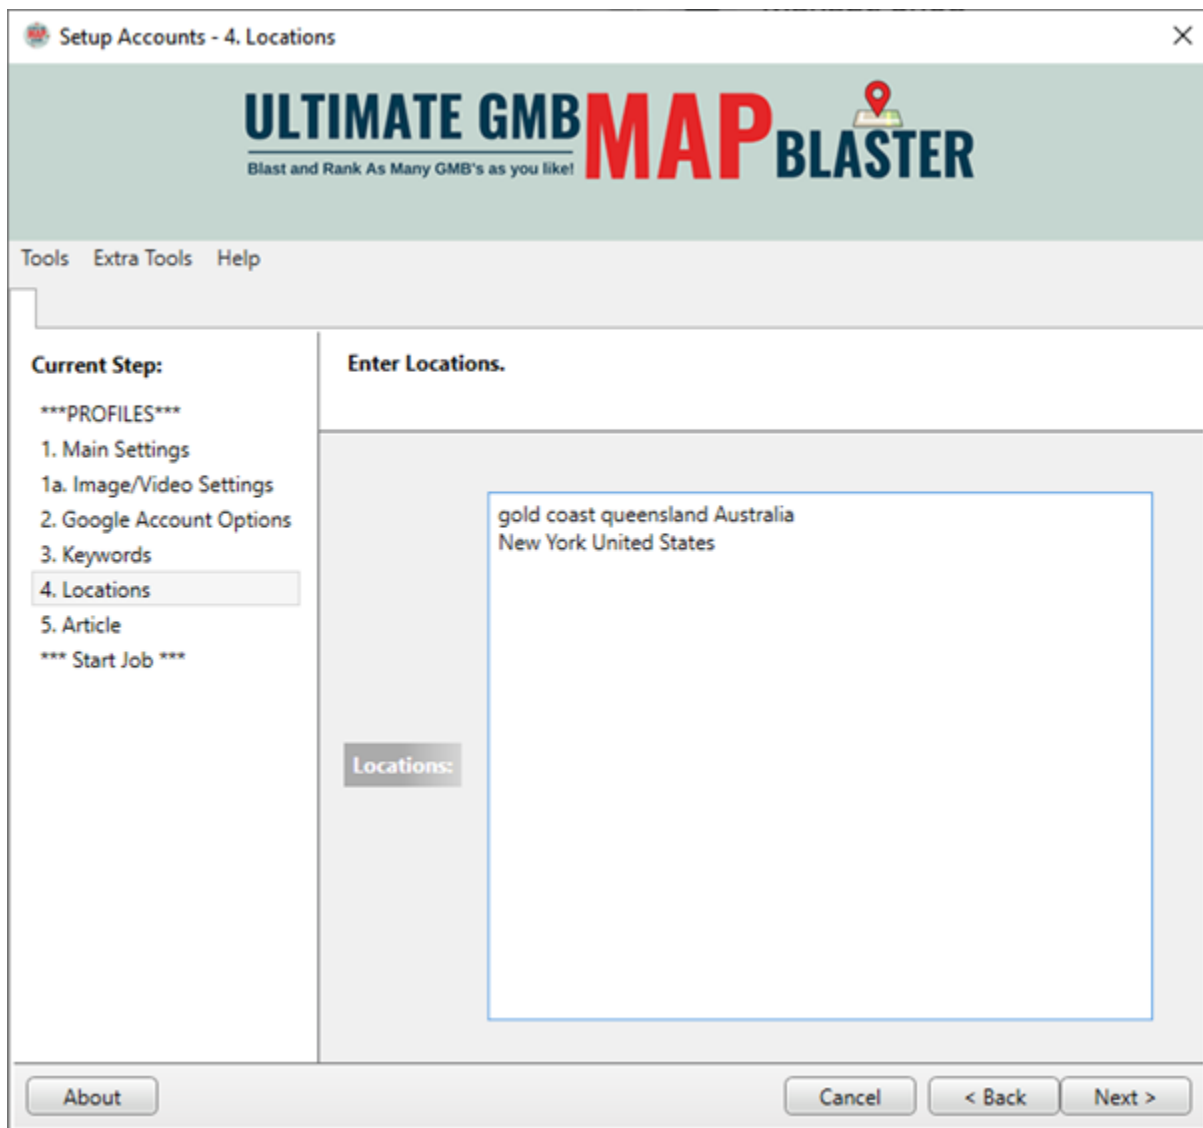 Setup Accounts - 4. Locations
ULTIMATE GMB MAP BLASTER
Blast and Rank As Many GMB's as you like!
Tools Extra Tools Help
Current Step:
Enter Locations.
***PROFILES***
1. Main Settings
1a. Image/Video Settings
2. Google Account Options
3. Keywords
4. Locations
5. Article
*** Start Job ***
gold coast queensland Australia
New York United States
Locations:
About
Cancel
< Back
Next >